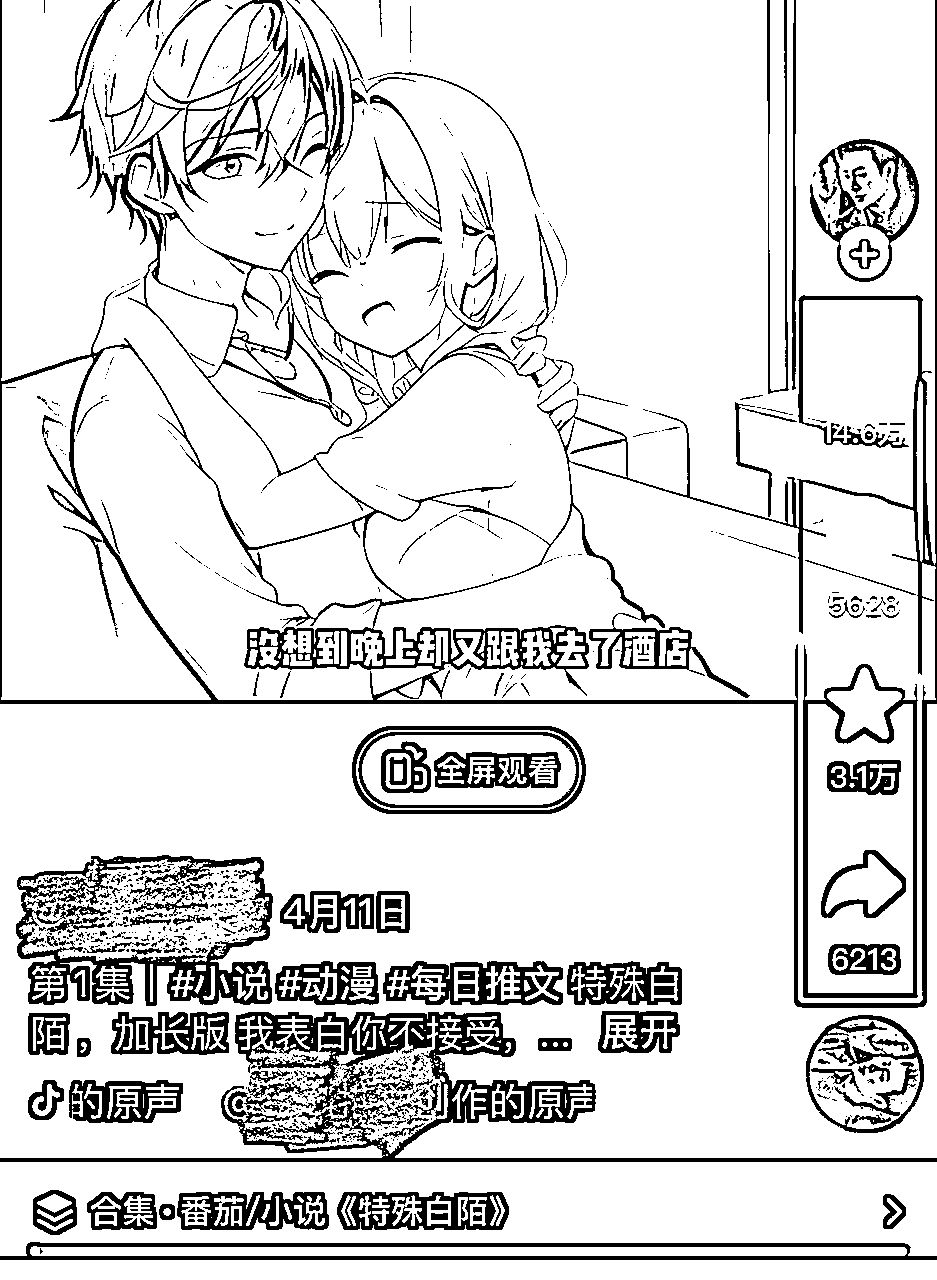 14.6万
5628
没想到晚上却又跟我去了酒店
3.1万
全屏观看
4月11日
6213
第1集｜#小说 #动漫 #每日推文 特殊白
陌，加长版 我表白你不接受，... 展开
的原声 @ 创作的原声
合集·番茄/小说《特殊白陌》